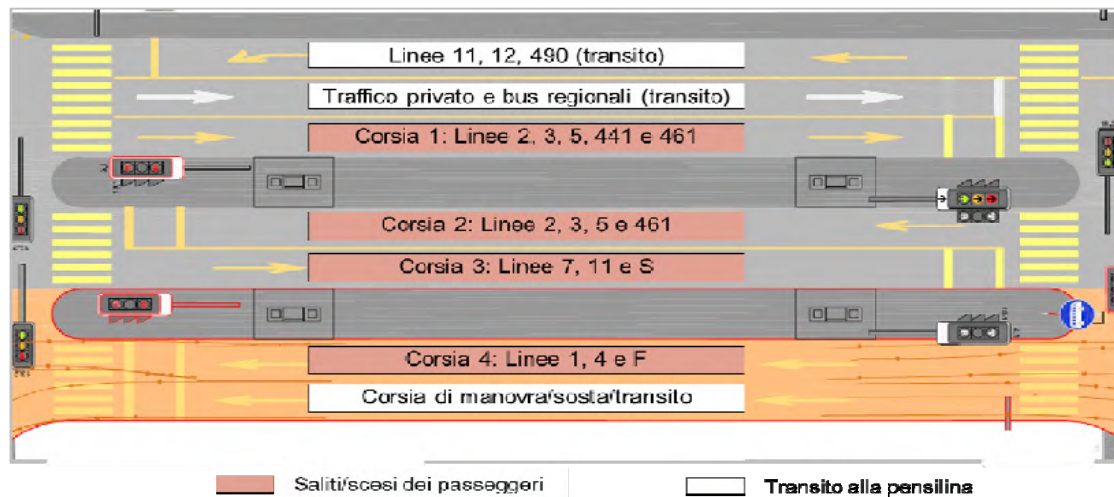 Linee 11, 12, 490 (transito)
Traffico privato e bus regionali (transito)
Corsia 1: Linee 2, 3, 5, 441 e 461
Corsia 2: Linee 2, 3, 5 e 461
Corsia 3: Linee 7, 11 e S
Corsia 4: Linee 1, 4 e F
Corsia di manovra/sosta/transito
Saliti/scesi dei passeggeri
Transito alla pensilina